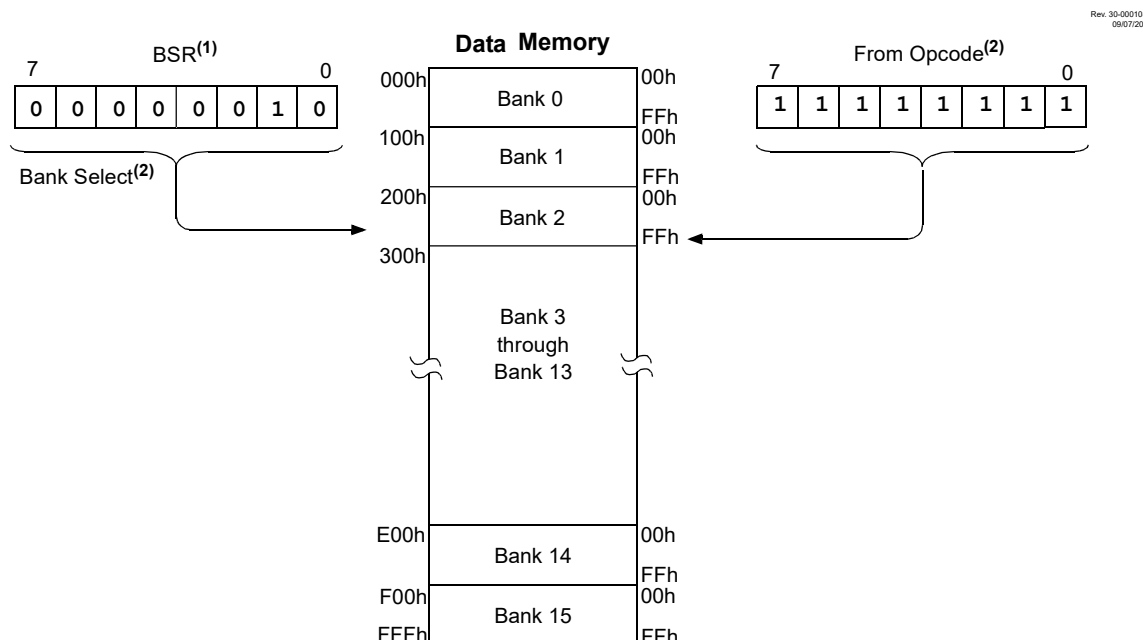 Rev. 30-00010
09/07/20
Data Memory
BSR(1)
7 0
0 0 0 0 0 0 1 0
Bank Select(2)
From Opcode(2)
7 0
1 1 1 1 1 1 1 1
000h Bank 0 00h
FFh
100h Bank 1 00h
FFh
200h Bank 2 00h
FFh
300h
Bank 3
through
Bank 13
E00h Bank 14 00h
FFh
F00h Bank 15 00h
FFFh FFh